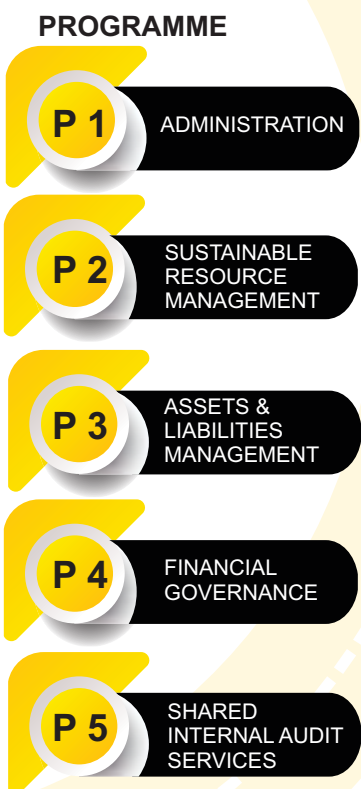 PROGRAMME
P 1
ADMINISTRATION
P 2
SUSTAINABLE
RESOURCE
MANAGEMENT
P 3
ASSETS &
LIABILITIES
MANAGEMENT
P 4
FINANCIAL
GOVERNANCE
P 5
SHARED
INTERNAL AUDIT
SERVICES